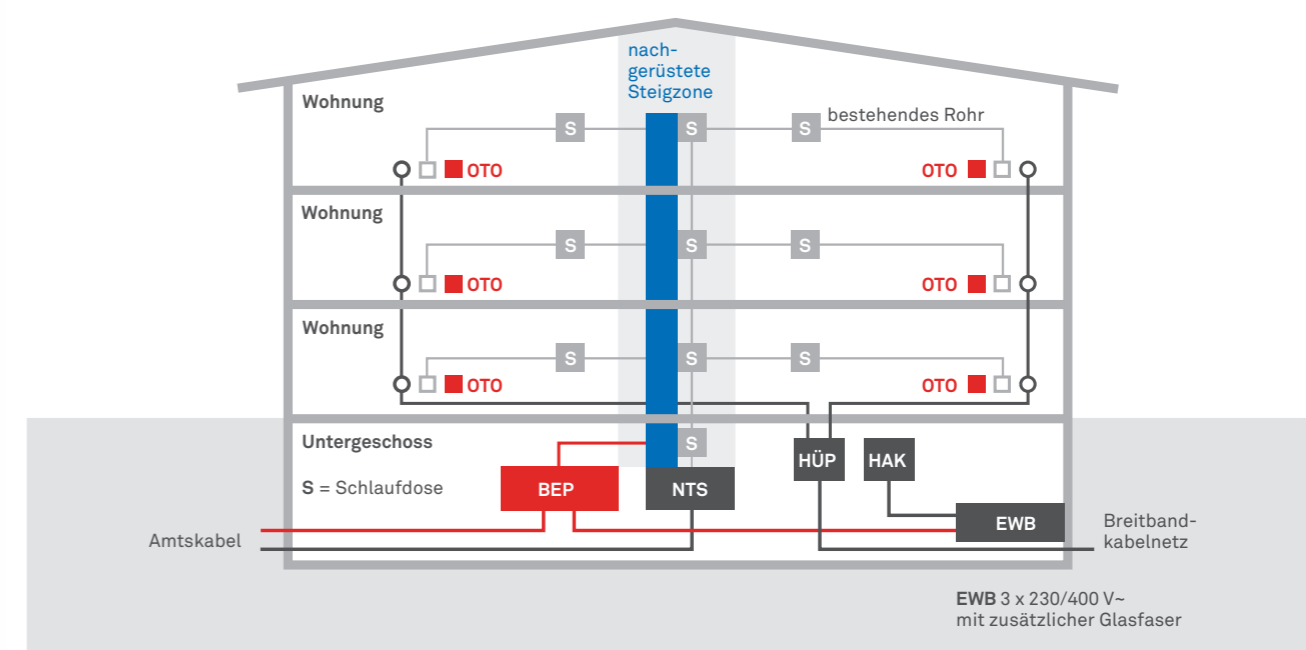 nach-
gerüstete
Steigzone
Wohnung
bestehendes Rohr
S
S
S
OTO
OTO
Wohnung
S
S
S
OTO
OTO
Wohnung
S
S
S
OTO
OTO
Untergeschoss
S
HÜP
HAK
S = Schlaufdose
BEP
NTS
EWB
Amtskabel
Breitband-
kabelnetz
EWB 3 x 230/400 V~
mit zusätzlicher Glasfaser